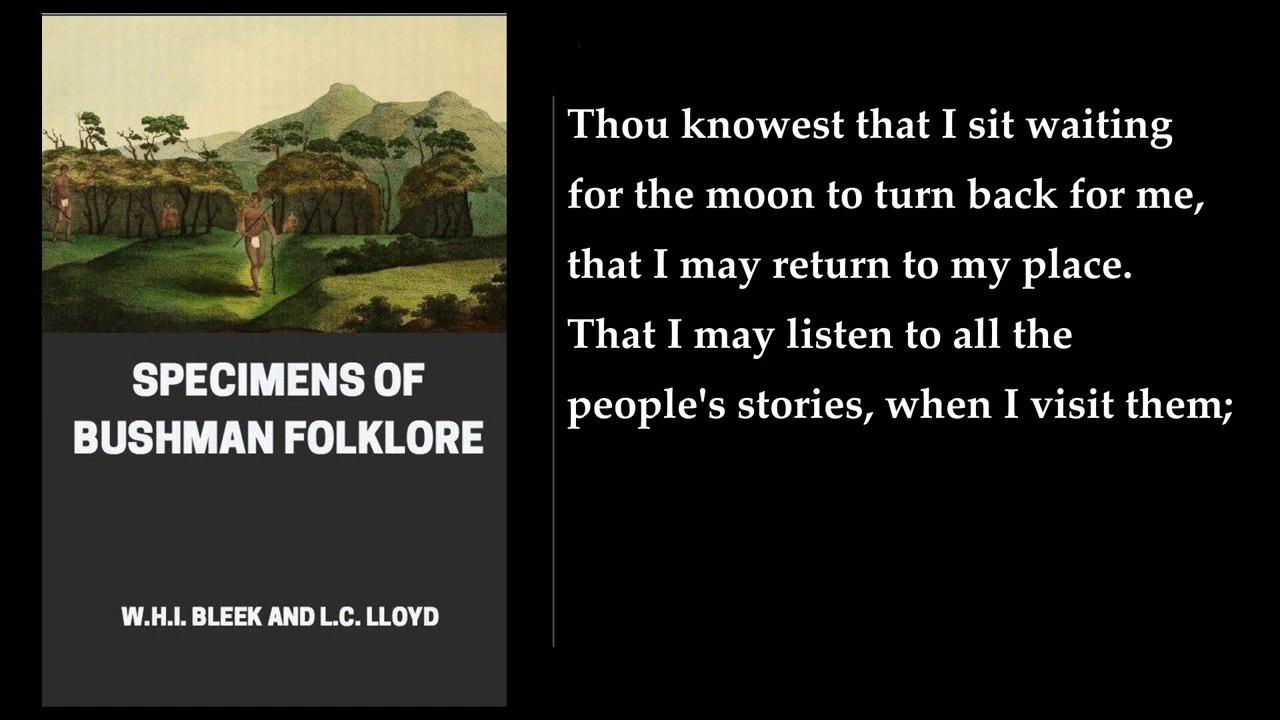 SPECIMENS OF
BUSHMAN FOLKLORE
W.H.I. BLEEK AND L.C. LLOYD
Thou knowest that I sit waiting
for the moon to turn back for me,
that I may return to my place.
That I may listen to all the
people's stories, when I visit them;